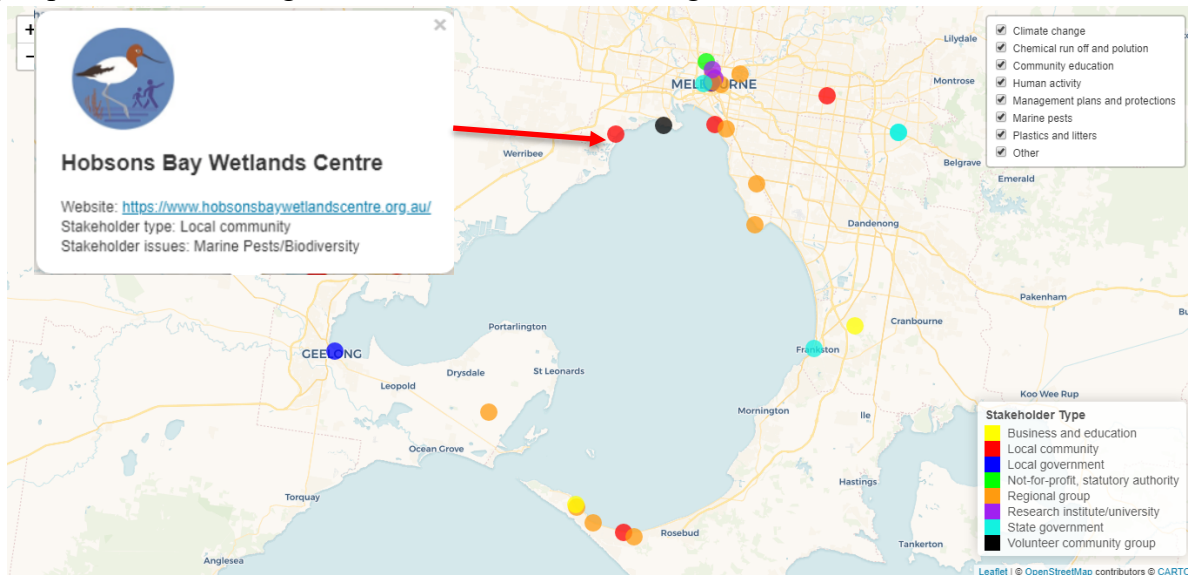 +
−
×
Hobsons Bay Wetlands Centre
Website: https://www.hobsonsbaywetlandscentre.org.au/
Stakeholder type: Local community
Stakeholder issues: Marine Pests/Biodiversity
Climate change
Chemical run off and polution
Community education
Human activity
Management plans and protections
Marine pests
Plastics and litters
Other
Lilydale
Montrose
MELBOURNE
Werribee
Belgrave
Emerald
Dandenong
Pakenham
Cranbourne
Portarlington
GEELONG
Frankston
Drysdale
St Leonards
Leopold
Koo Wee Rup
Mornington
Ocean Grove
Hastings
Torquay
Rosebud
Tankerton
Anglesea
Stakeholder Type
Business and education
Local community
Local government
Not-for-profit, statutory authority
Regional group
Research institute/university
State government
Volunteer community group
Leaflet | © OpenStreetMap contributors © CARTO